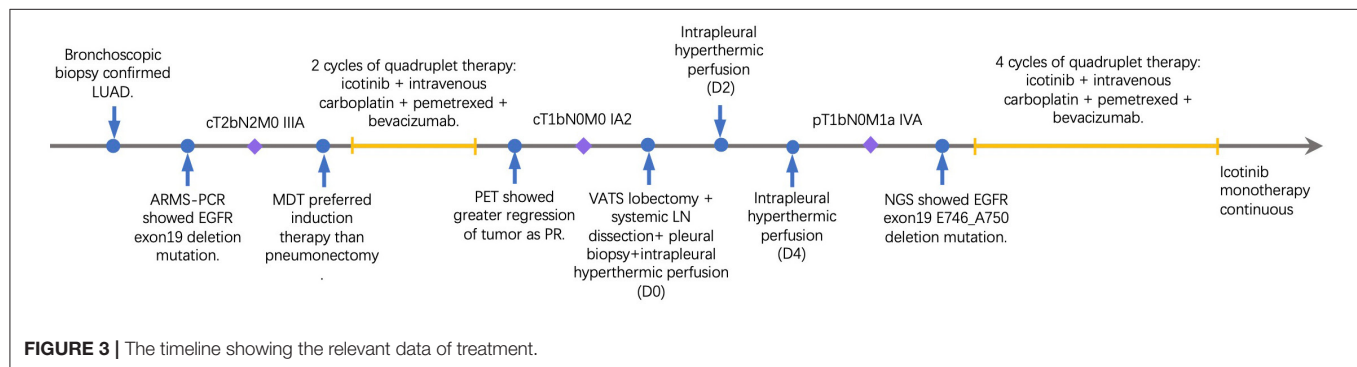 Bronchoscopic
biopsy confirmed
LUAD.
ARMS-PCR
showed EGFR
exon19 deletion
mutation.
cT2bN2M0 IIIA
MDT preferred
induction
therapy than
pneumonectomy
.
2 cycles of quadruplet therapy:
icotinib + intravenous
carboplatin + pemetrexed +
bevacizumab.
PET showed
greater regression
of tumor as PR.
cT1bN0M0 IA2
VATS lobectomy +
systemic LN
dissection+ pleural
biopsy+intrapleural
hyperthermic perfusion
(D0)
Intrapleural
hyperthermic
perfusion
(D2)
Intrapleural
hyperthermic
perfusion
(D4)
pT1bN0M1a IVA
NGS showed EGFR
exon19 E746_A750
deletion mutation.
4 cycles of quadruplet therapy:
icotinib + intravenous
carboplatin + pemetrexed +
bevacizumab.
Icotinib
monotherapy
continuous
FIGURE 3 | The timeline showing the relevant data of treatment.